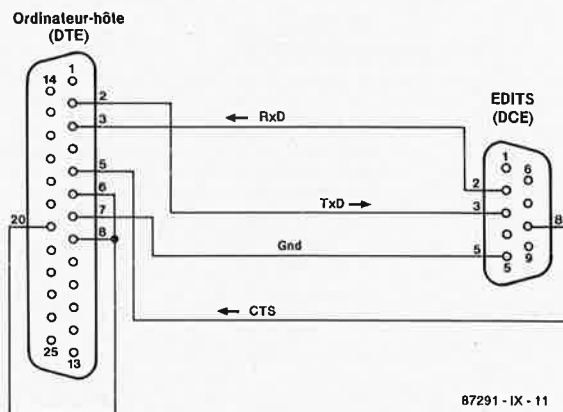 Ordinateur-hôte
(DTE)
1
14
2
3
5
6
20
7
8
25
13
← RxD
TxD →
Gnd
← CTS
EDITS
(DCE)
1
6
2
3
8
5
5
9
87291 - IX - 11